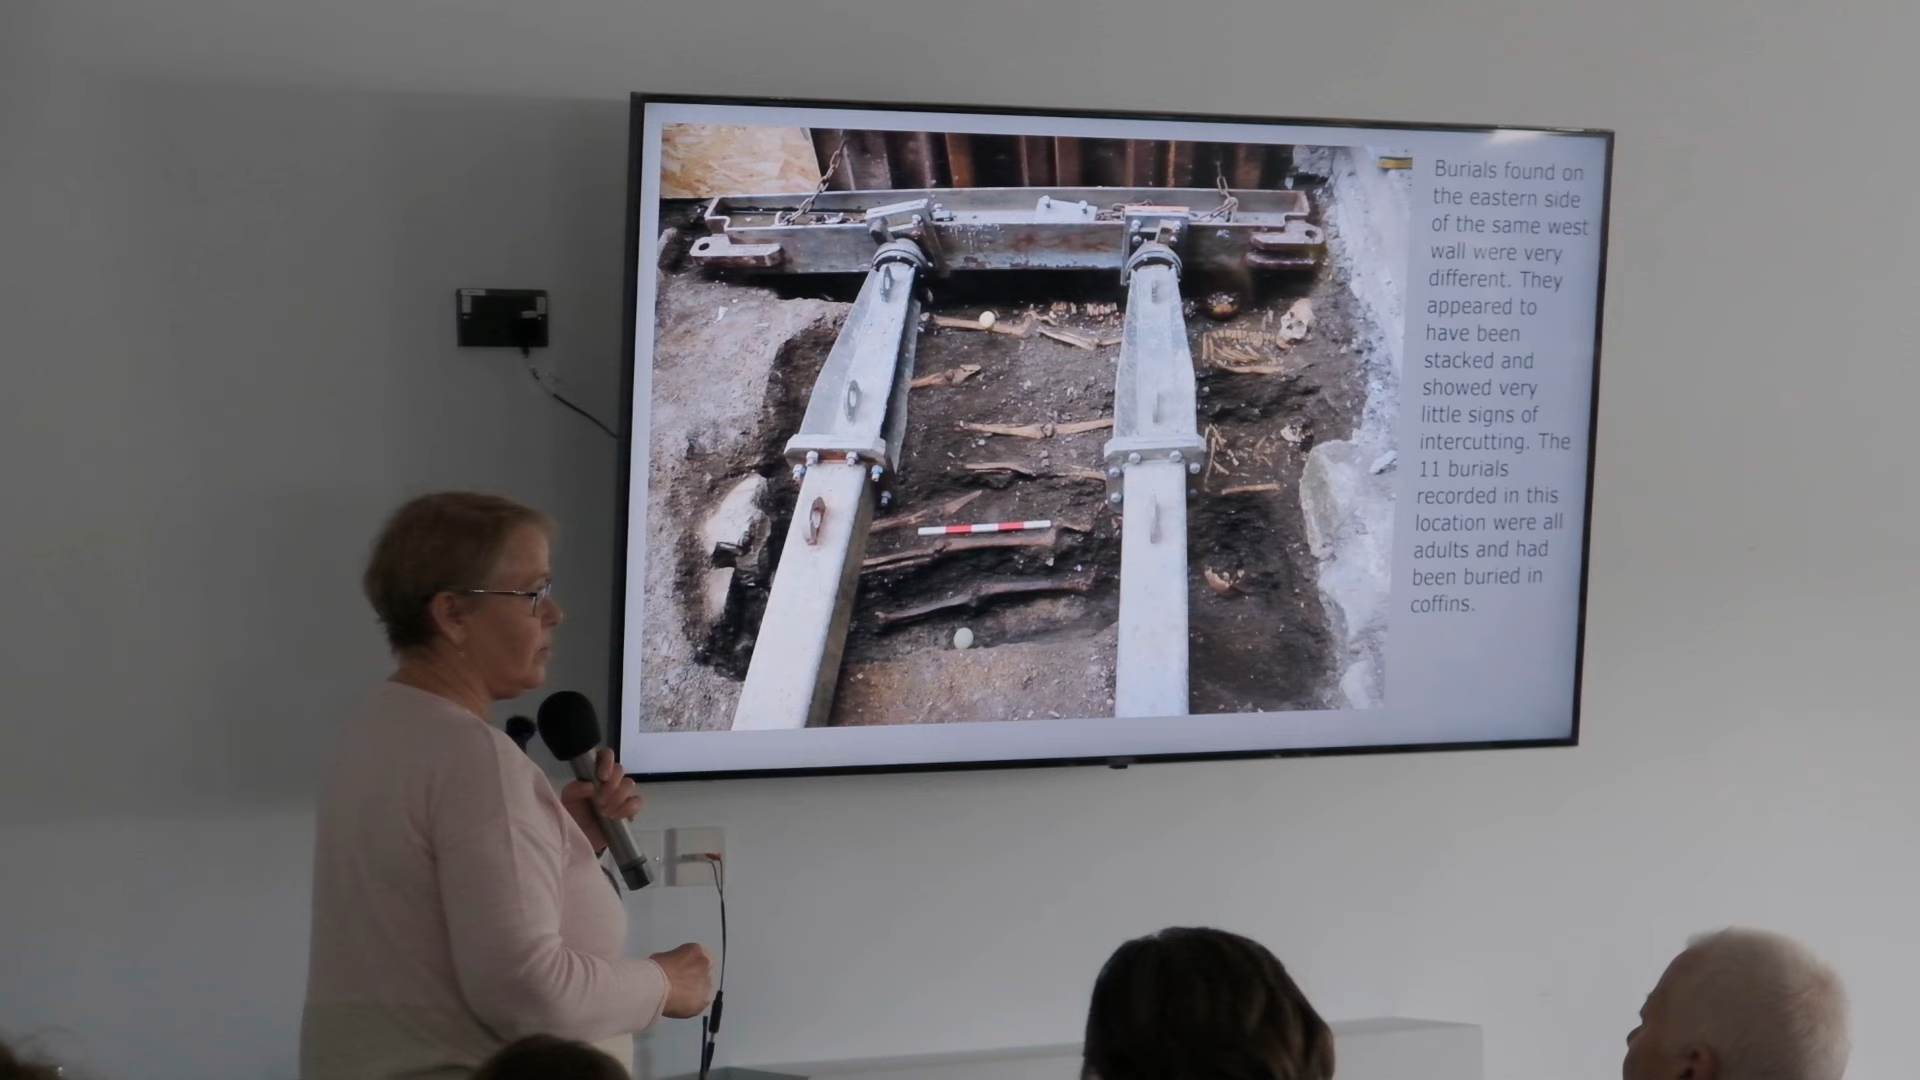 Burials found on
the eastern side
of the same west
wall were very
different. They
appeared to
have been
stacked and
showed very
little signs of
intercutting. The
11 burials
recorded in this
location were all
adults and had
been buried in
coffins.